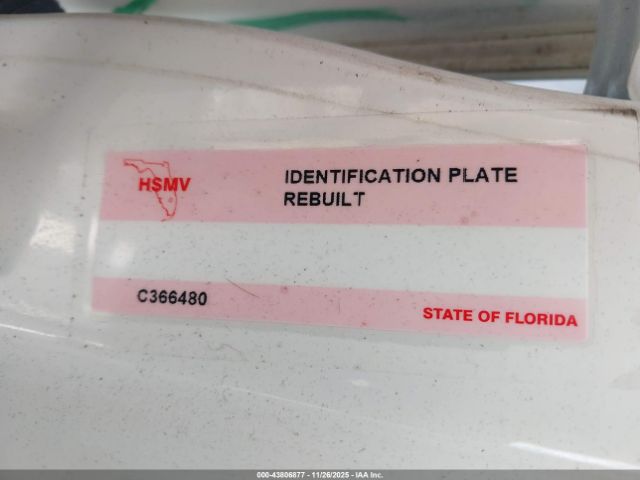 HSMV
IDENTIFICATION PLATE
REBUILT
C366480
STATE OF FLORIDA
000-43806877 - 11/26/2025 - IAA Inc.